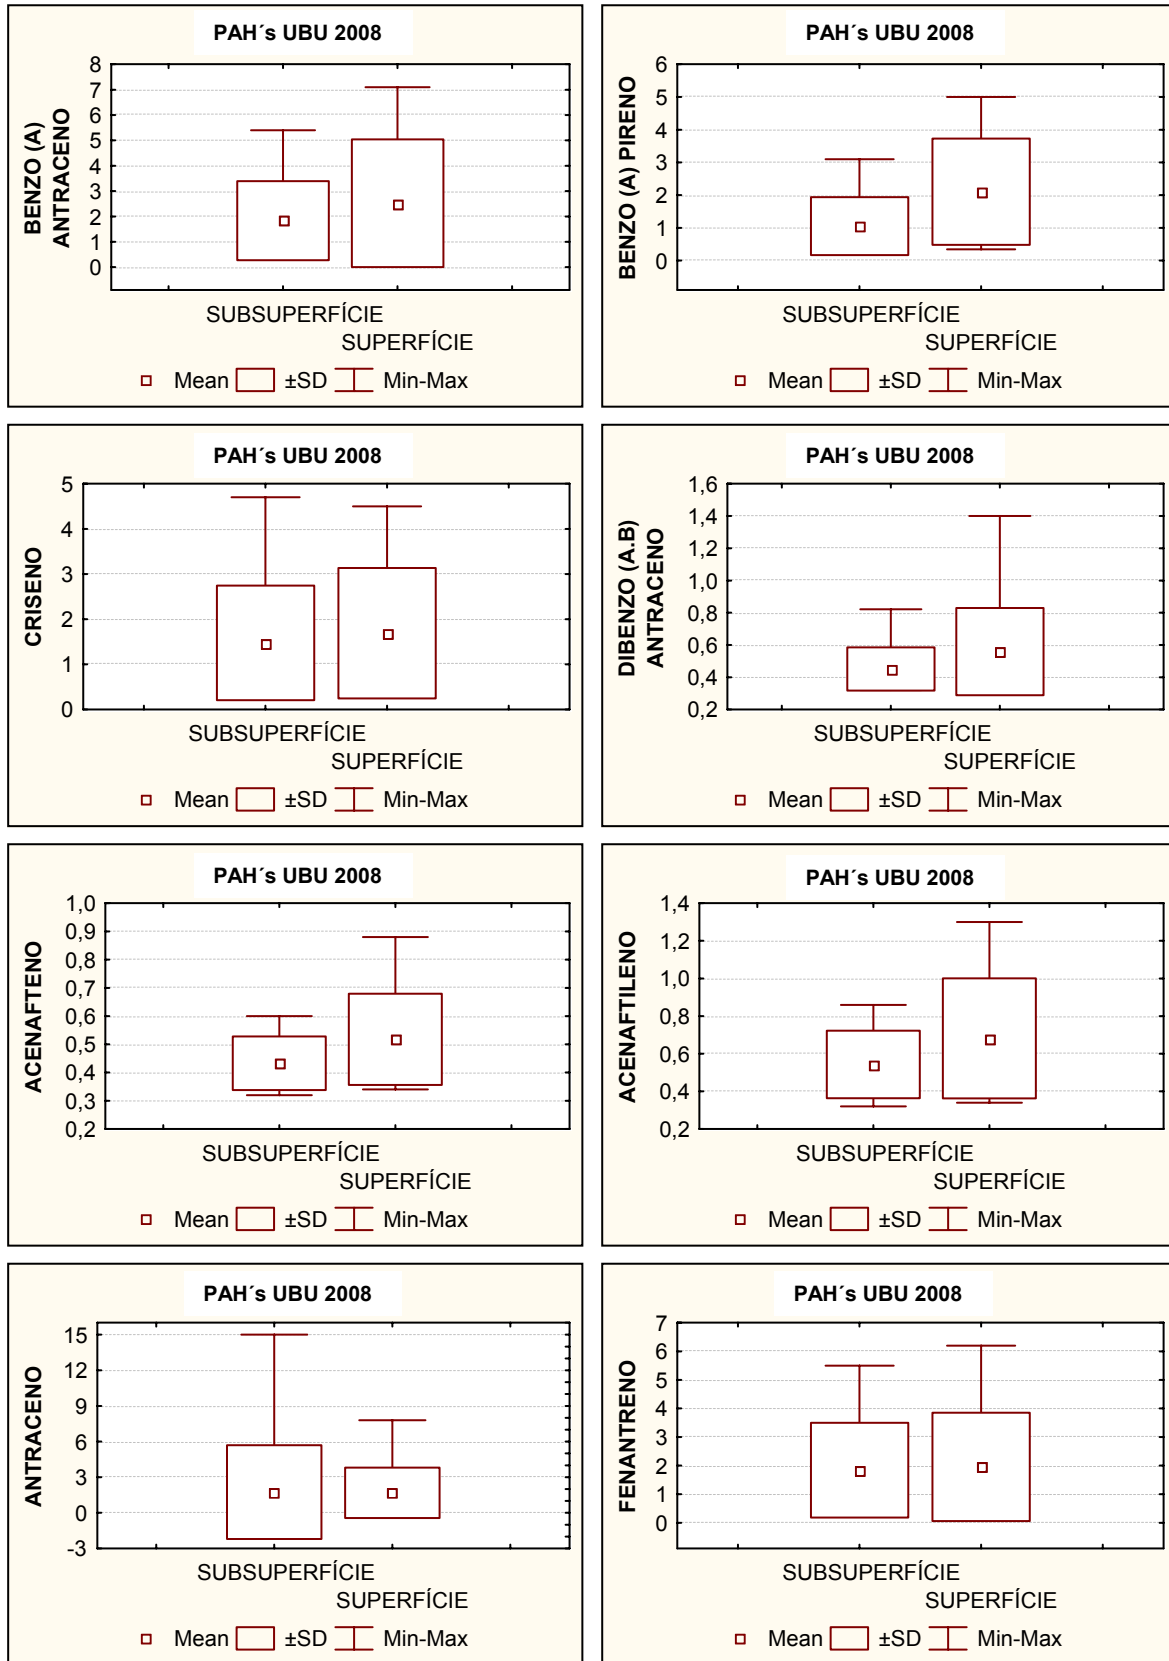 PAH´s UBU 2008
BENZO (A)
ANTRACENO
8
7
6
5
4
3
2
1
0
SUBSUPERFÍCIE
SUPERFÍCIE
Mean ±SD Min-Max
PAH´s UBU 2008
BENZO (A) PIRENO
6
5
4
3
2
1
0
SUBSUPERFÍCIE
SUPERFÍCIE
Mean ±SD Min-Max
PAH´s UBU 2008
CRISENO
5
4
3
2
1
0
SUBSUPERFÍCIE
SUPERFÍCIE
Mean ±SD Min-Max
PAH´s UBU 2008
DIBENZO (A.B)
ANTRACENO
1,6
1,4
1,2
1,0
0,8
0,6
0,4
0,2
SUBSUPERFÍCIE
SUPERFÍCIE
Mean ±SD Min-Max
PAH´s UBU 2008
ACENAFTENO
1,0
0,9
0,8
0,7
0,6
0,5
0,4
0,3
0,2
SUBSUPERFÍCIE
SUPERFÍCIE
Mean ±SD Min-Max
PAH´s UBU 2008
ACENAFTILENO
1,4
1,2
1,0
0,8
0,6
0,4
0,2
SUBSUPERFÍCIE
SUPERFÍCIE
Mean ±SD Min-Max
PAH´s UBU 2008
ANTRACENO
15
12
9
6
3
0
-3
SUBSUPERFÍCIE
SUPERFÍCIE
Mean ±SD Min-Max
PAH´s UBU 2008
FENANTRENO
7
6
5
4
3
2
1
0
SUBSUPERFÍCIE
SUPERFÍCIE
Mean ±SD Min-Max